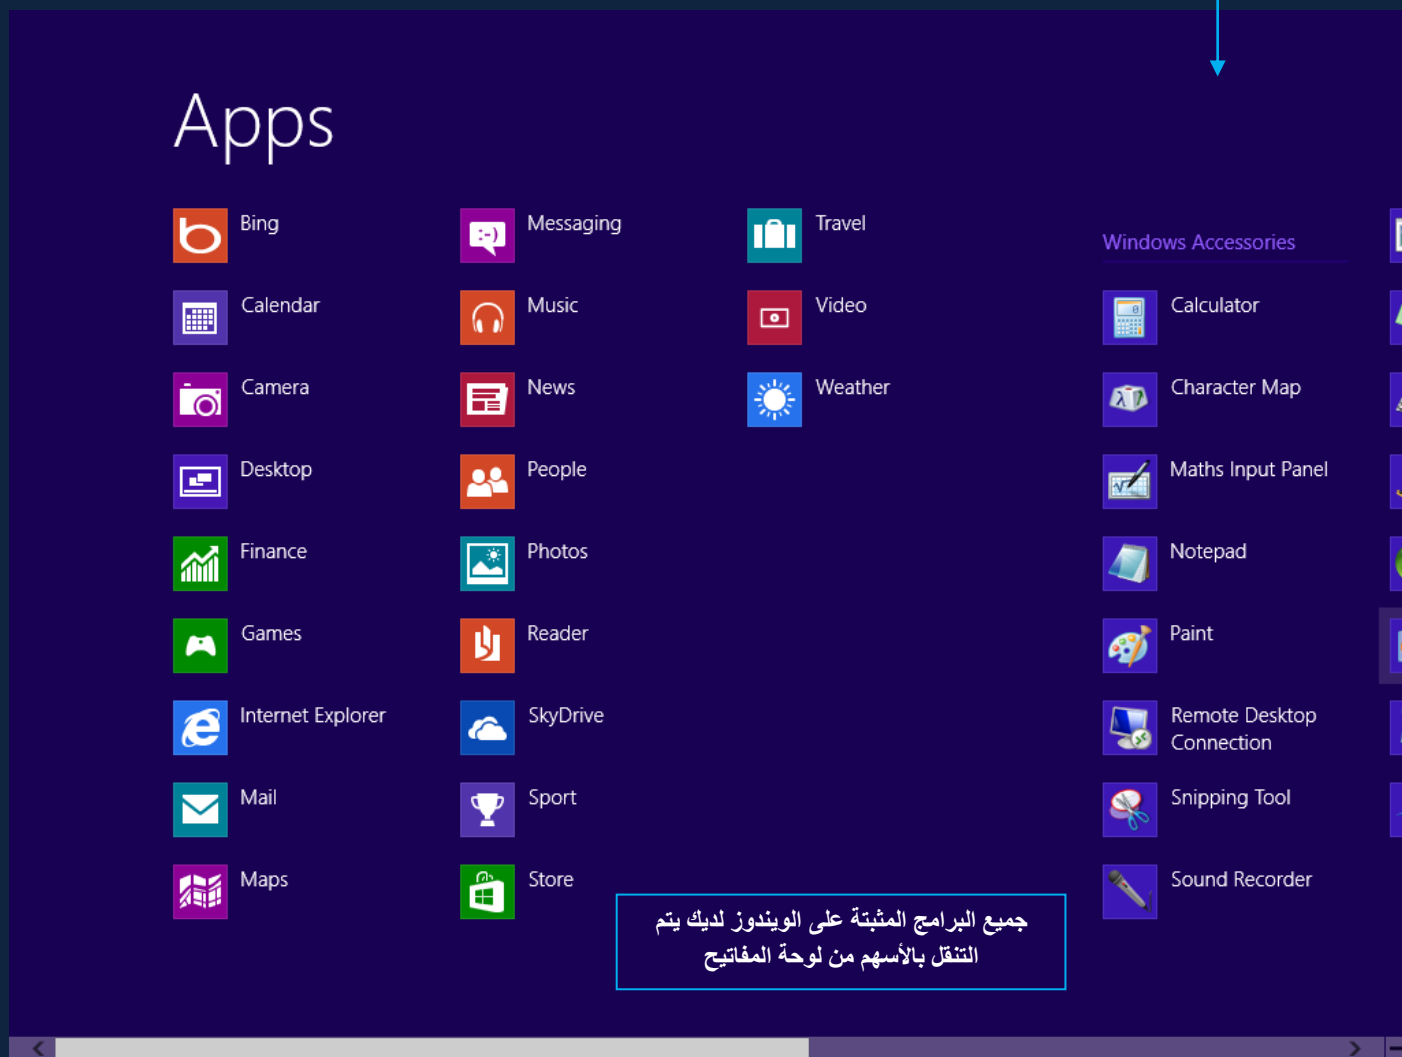 Apps
Bing
Calendar
Camera
Desktop
Finance
Games
Internet Explorer
Mail
Maps
Messaging
Music
News
People
Photos
Reader
SkyDrive
Sport
Store
Travel
Video
Weather
Windows Accessories
Calculator
Character Map
Maths Input Panel
Notepad
Paint
Remote Desktop
Connection
Snipping Tool
Sound Recorder
جميع البرامج المثبتة على الويندوز لديك يتم
التنقل بالأسهم من لوحة المفاتيح